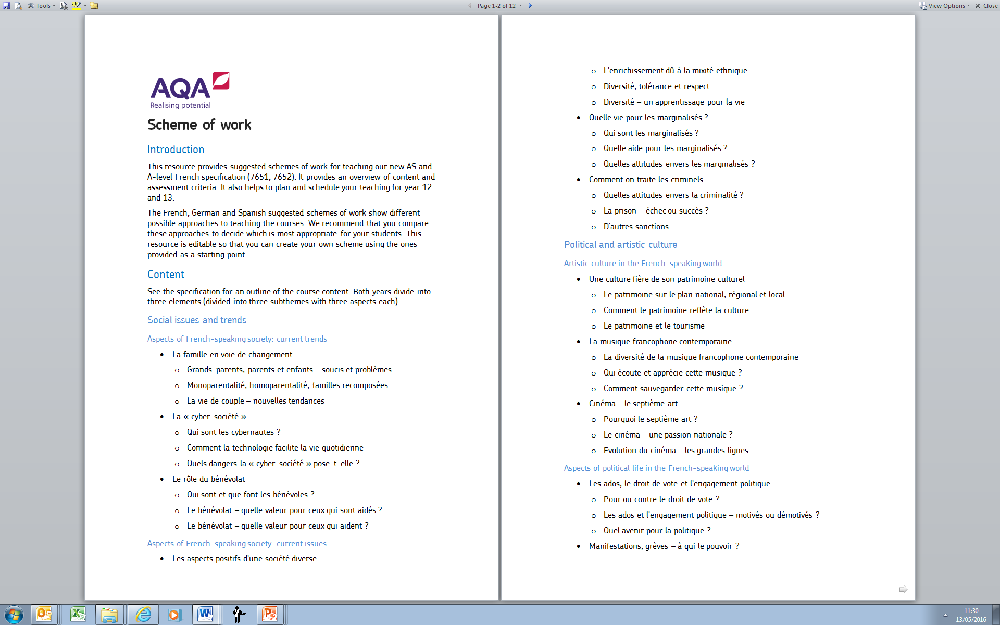 Tools
Page 1-2 of 12
View Options
Close
AQA
Realising potential
Scheme of work
Introduction
This resource provides suggested schemes of work for teaching our new AS and
A-level French specification (7651, 7652). It provides an overview of content and
assessment criteria. It also helps to plan and schedule your teaching for year 12
and 13.
The French, German and Spanish suggested schemes of work show different
possible approaches to teaching the courses. We recommend that you compare
these approaches to decide which is most appropriate for your students. This
resource is editable so that you can create your own scheme using the ones
provided as a starting point.
Content
See the specification for an outline of the course content. Both years divide into
three elements (divided into three subthemes with three aspects each):
Social issues and trends
Aspects of French-speaking society: current trends
• La famille en voie de changement
o Grands-parents, parents et enfants – soucis et problèmes
o Monoparentalité, homoparentalité, familles recomposées
o La vie de couple – nouvelles tendances
• La « cyber-société »
o Qui sont les cybernautes ?
o Comment la technologie facilite la vie quotidienne
o Quels dangers la « cyber-société » pose-t-elle ?
• Le rôle du bénévolat
o Qui sont et que font les bénévoles ?
o Le bénévolat – quelle valeur pour ceux qui sont aidés ?
o Le bénévolat – quelle valeur pour ceux qui aident ?
Aspects of French-speaking society: current issues
• Les aspects positifs d'une société diverse
o L'enrichissement dû à la mixité ethnique
o Diversité, tolérance et respect
o Diversité – un apprentissage pour la vie
• Quelle vie pour les marginalisés ?
o Qui sont les marginalisés ?
o Quelle aide pour les marginalisés ?
o Quelles attitudes envers les marginalisés ?
• Comment on traite les criminels
o Quelles attitudes envers la criminalité ?
o La prison – échec ou succès ?
o D'autres sanctions
Political and artistic culture
Artistic culture in the French-speaking world
• Une culture fière de son patrimoine culturel
o Le patrimoine sur le plan national, régional et local
o Comment le patrimoine reflète la culture
o Le patrimoine et le tourisme
• La musique francophone contemporaine
o La diversité de la musique francophone contemporaine
o Qui écoute et apprécie cette musique ?
o Comment sauvegarder cette musique ?
• Cinéma – le septième art
o Pourquoi le septième art ?
o Le cinéma – une passion nationale ?
o Evolution du cinéma – les grandes lignes
Aspects of political life in the French-speaking world
• Les ados, le droit de vote et l'engagement politique
o Pour ou contre le droit de vote ?
o Les ados et l'engagement politique – motivés ou démotivés ?
o Quel avenir pour la politique ?
• Manifestations, grèves – à qui le pouvoir ?
11:30
13/05/2016